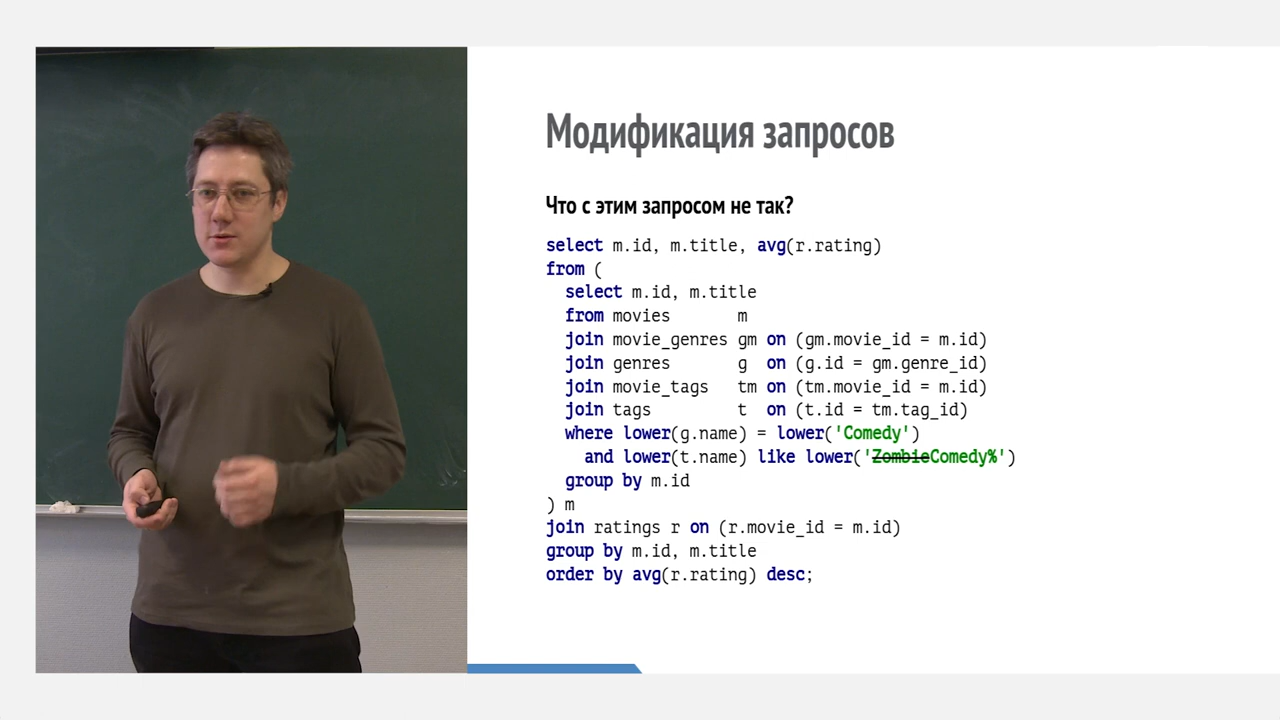 Модификация запросов
Что с этим запросом не так?
select m.id, m.title, avg(r.rating)
from (
  select m.id, m.title
  from movies       m
  join movie_genres gm on (gm.movie_id = m.id)
  join genres       g  on (g.id = gm.genre_id)
  join movie_tags   tm on (tm.movie_id = m.id)
  join tags         t  on (t.id = tm.tag_id)
  where lower(g.name) = lower('Comedy')
    and lower(t.name) like lower('ZombieComedy%')
  group by m.id
) m
join ratings r on (r.movie_id = m.id)
group by m.id, m.title
order by avg(r.rating) desc;